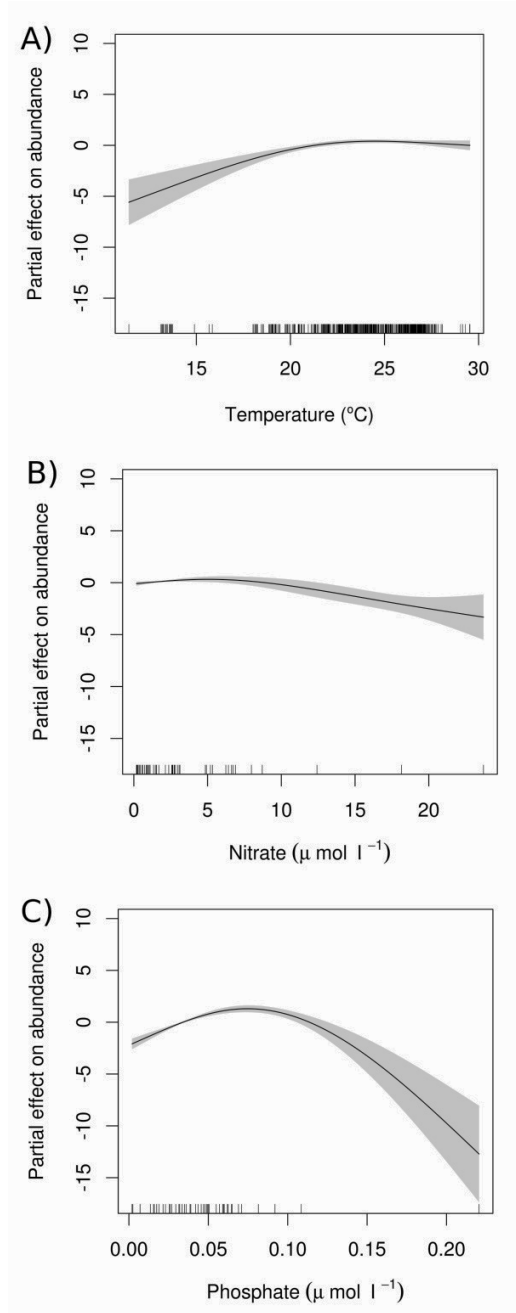 A)
Partial effect on abundance
10
5
0
-5
-10
-15
15 20 25 30
Temperature (ºC)
B)
Partial effect on abundance
10
5
0
-5
-10
-15
0 5 10 15 20
Nitrate (μ mol l⁻¹)
C)
Partial effect on abundance
10
5
0
-5
-10
-15
0.00 0.05 0.10 0.15 0.20
Phosphate (μ mol l⁻¹)